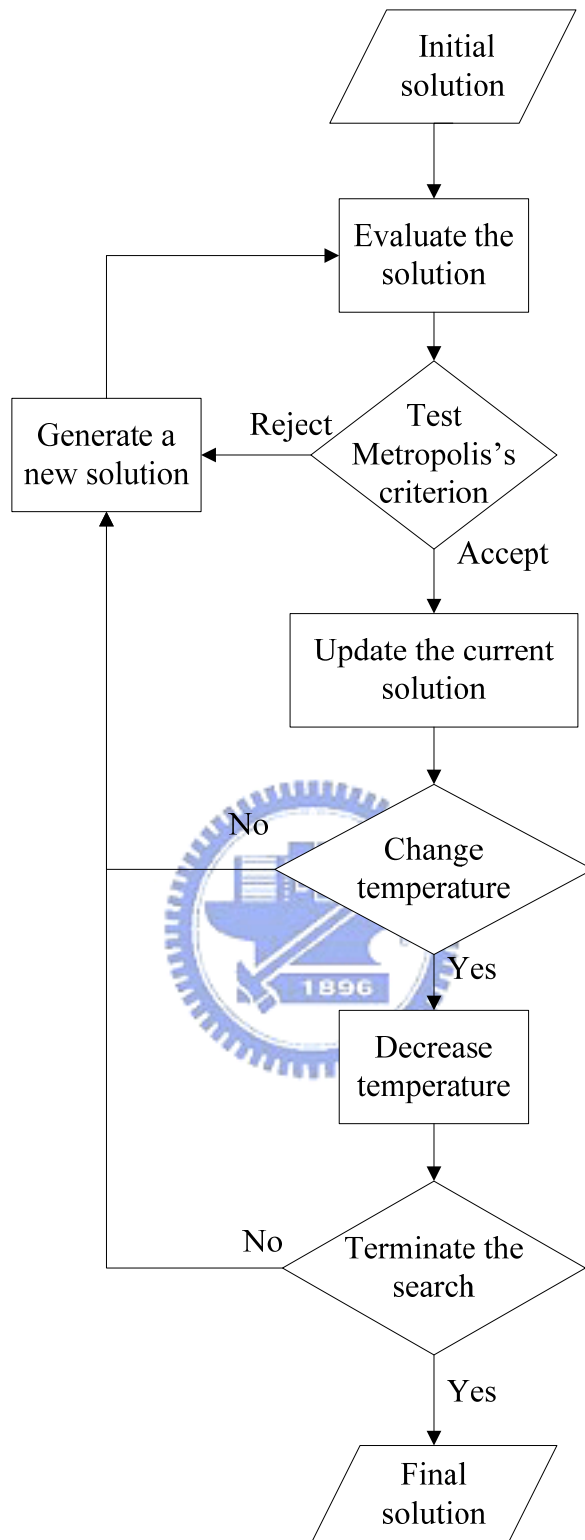 Initial
solution
Evaluate the
solution
Generate a
new solution
Reject
Test
Metropolis's
criterion
Accept
Update the current
solution
No
Change
temperature
Yes
1896
Decrease
temperature
No
Terminate the
search
Yes
Final
solution